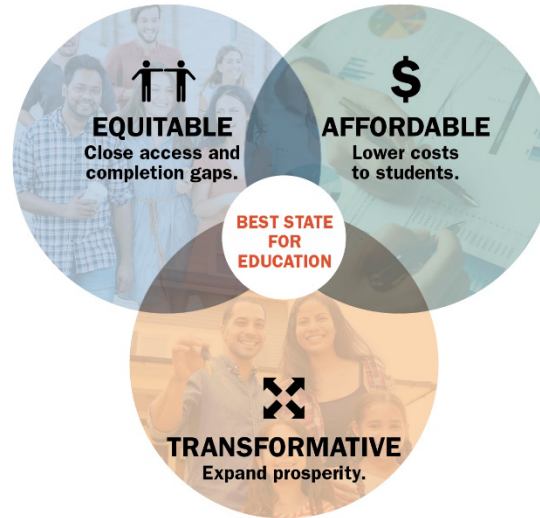 EQUITABLE
Close access and
completion gaps.
$
AFFORDABLE
Lower costs
to students.
BEST STATE
FOR
EDUCATION
TRANSFORMATIVE
Expand prosperity.